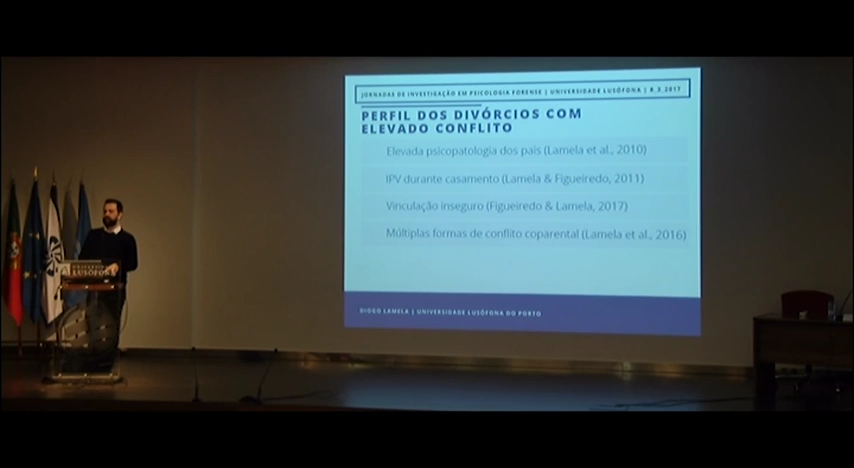 JORNADAS DE INVESTIGAÇÃO EM PSICOLOGIA FORENSE | UNIVERSIDADE LUSÓFONA | 8.3.2017
PERFIL DOS DIVÓRCIOS COM
ELEVADO CONFLITO
Elevada psicopatologia dos pais (Lamela et al., 2010)
IPV durante casamento (Lamela & Figueiredo, 2011)
Vinculação inseguro (Figueiredo & Lamela, 2017)
Múltiplas formas de conflito coparental (Lamela et al., 2016)
DIOGO LAMELA | UNIVERSIDADE LUSÓFONA DO PORTO
LUSÓFONA